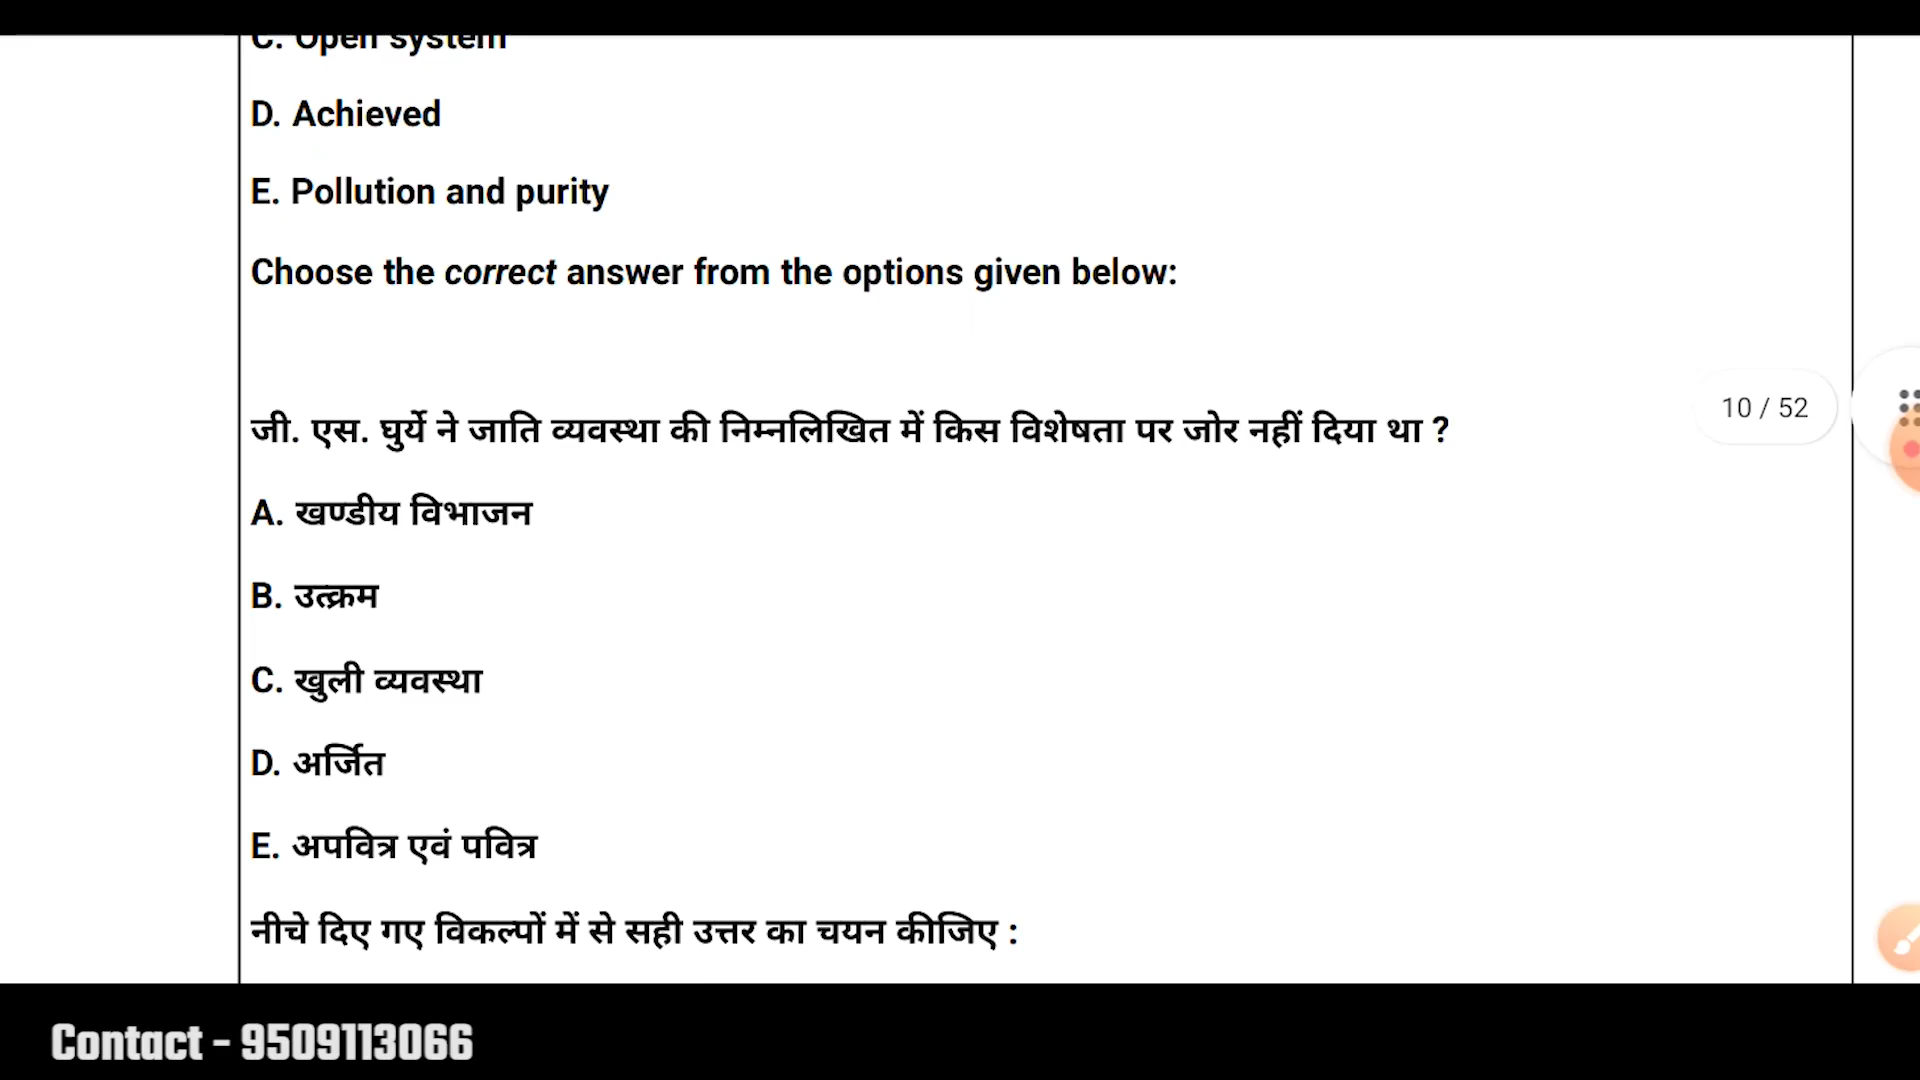 C. Open system
D. Achieved
E. Pollution and purity
Choose the correct answer from the options given below:
जी. एस. घुर्ये ने जाति व्यवस्था की निम्नलिखित में किस विशेषता पर जोर नहीं दिया था ?
10 / 52
A. खण्डीय विभाजन
B. उत्क्रम
C. खुली व्यवस्था
D. अर्जित
E. अपवित्र एवं पवित्र
नीचे दिए गए विकल्पों में से सही उत्तर का चयन कीजिए :
Contact - 9509113066